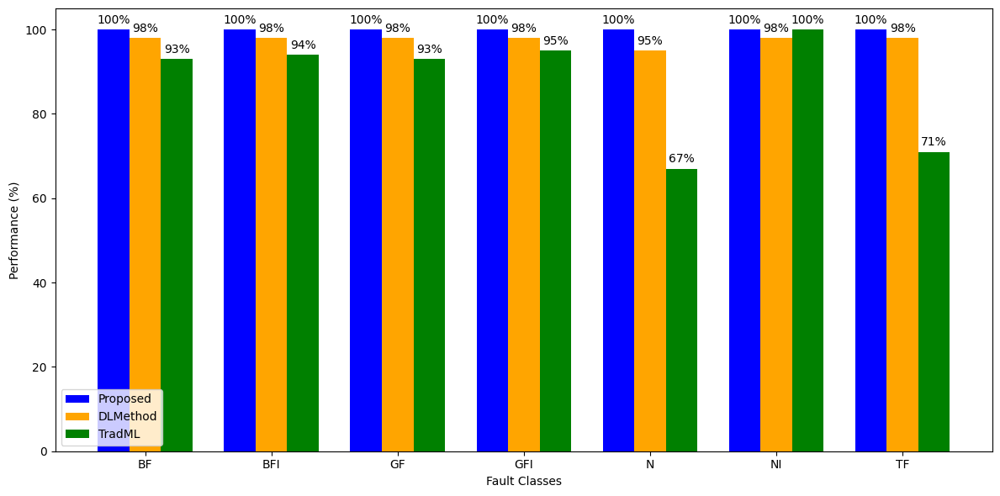 100% 98% 93% 100% 98% 94% 100% 98% 93% 100% 98% 95% 100% 95% 67% 100% 98% 100% 100% 98% 71%
100
80
60
40
20
0
Performance (%)
Proposed
DLMethod
TradML
BF BFI GF GFI N NI TF
Fault Classes